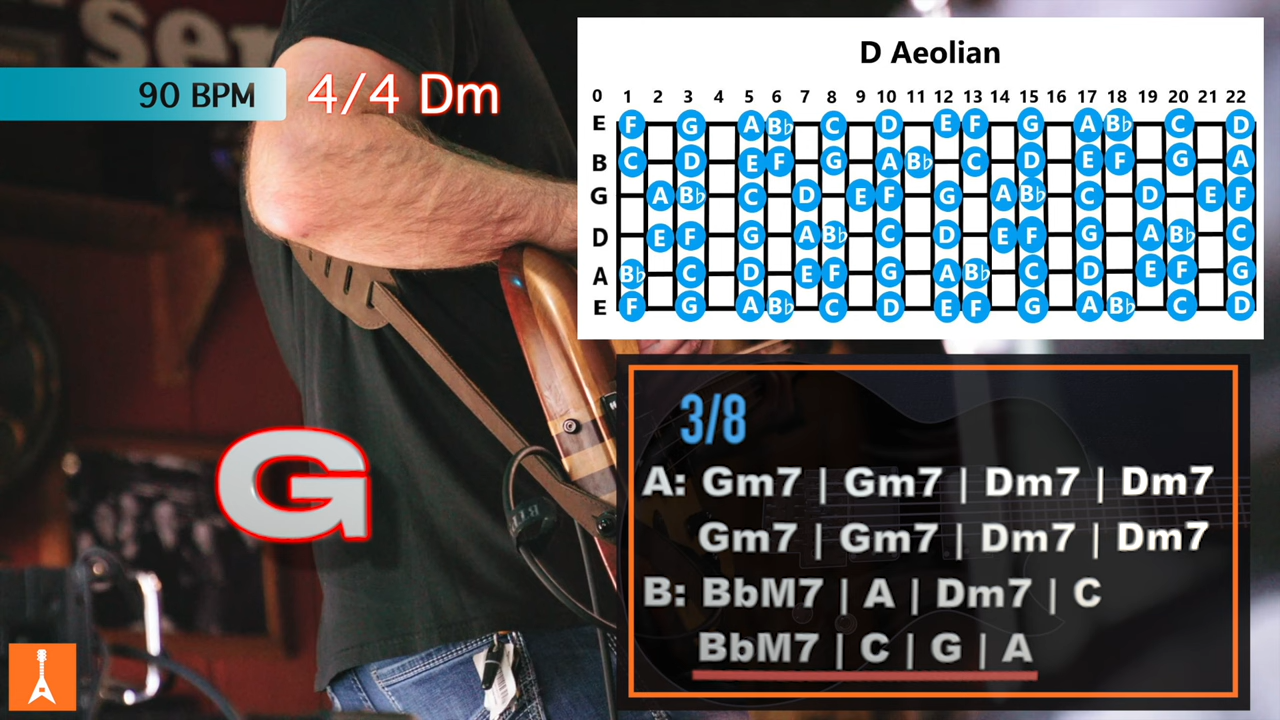 ser
90 BPM
4/4 Dm
D Aeolian
0 1 2 3 4 5 6 7 8 9 10 11 12 13 14 15 16 17 18 19 20 21 22
E F G A Bb C D E F G A Bb C D
B C D E F G A Bb C D E F G A
G A Bb C D E F G A Bb C D E F
D E F G A Bb C D E F G A Bb C
A Bb C D E F G A Bb C D E F G
E F G A Bb C D E F G A Bb C D
G
3/8
A: Gm7 | Gm7 | Dm7 | Dm7
Gm7 | Gm7 | Dm7 | Dm7
B: BbM7 | A | Dm7 | C
BbM7 | C | G | A